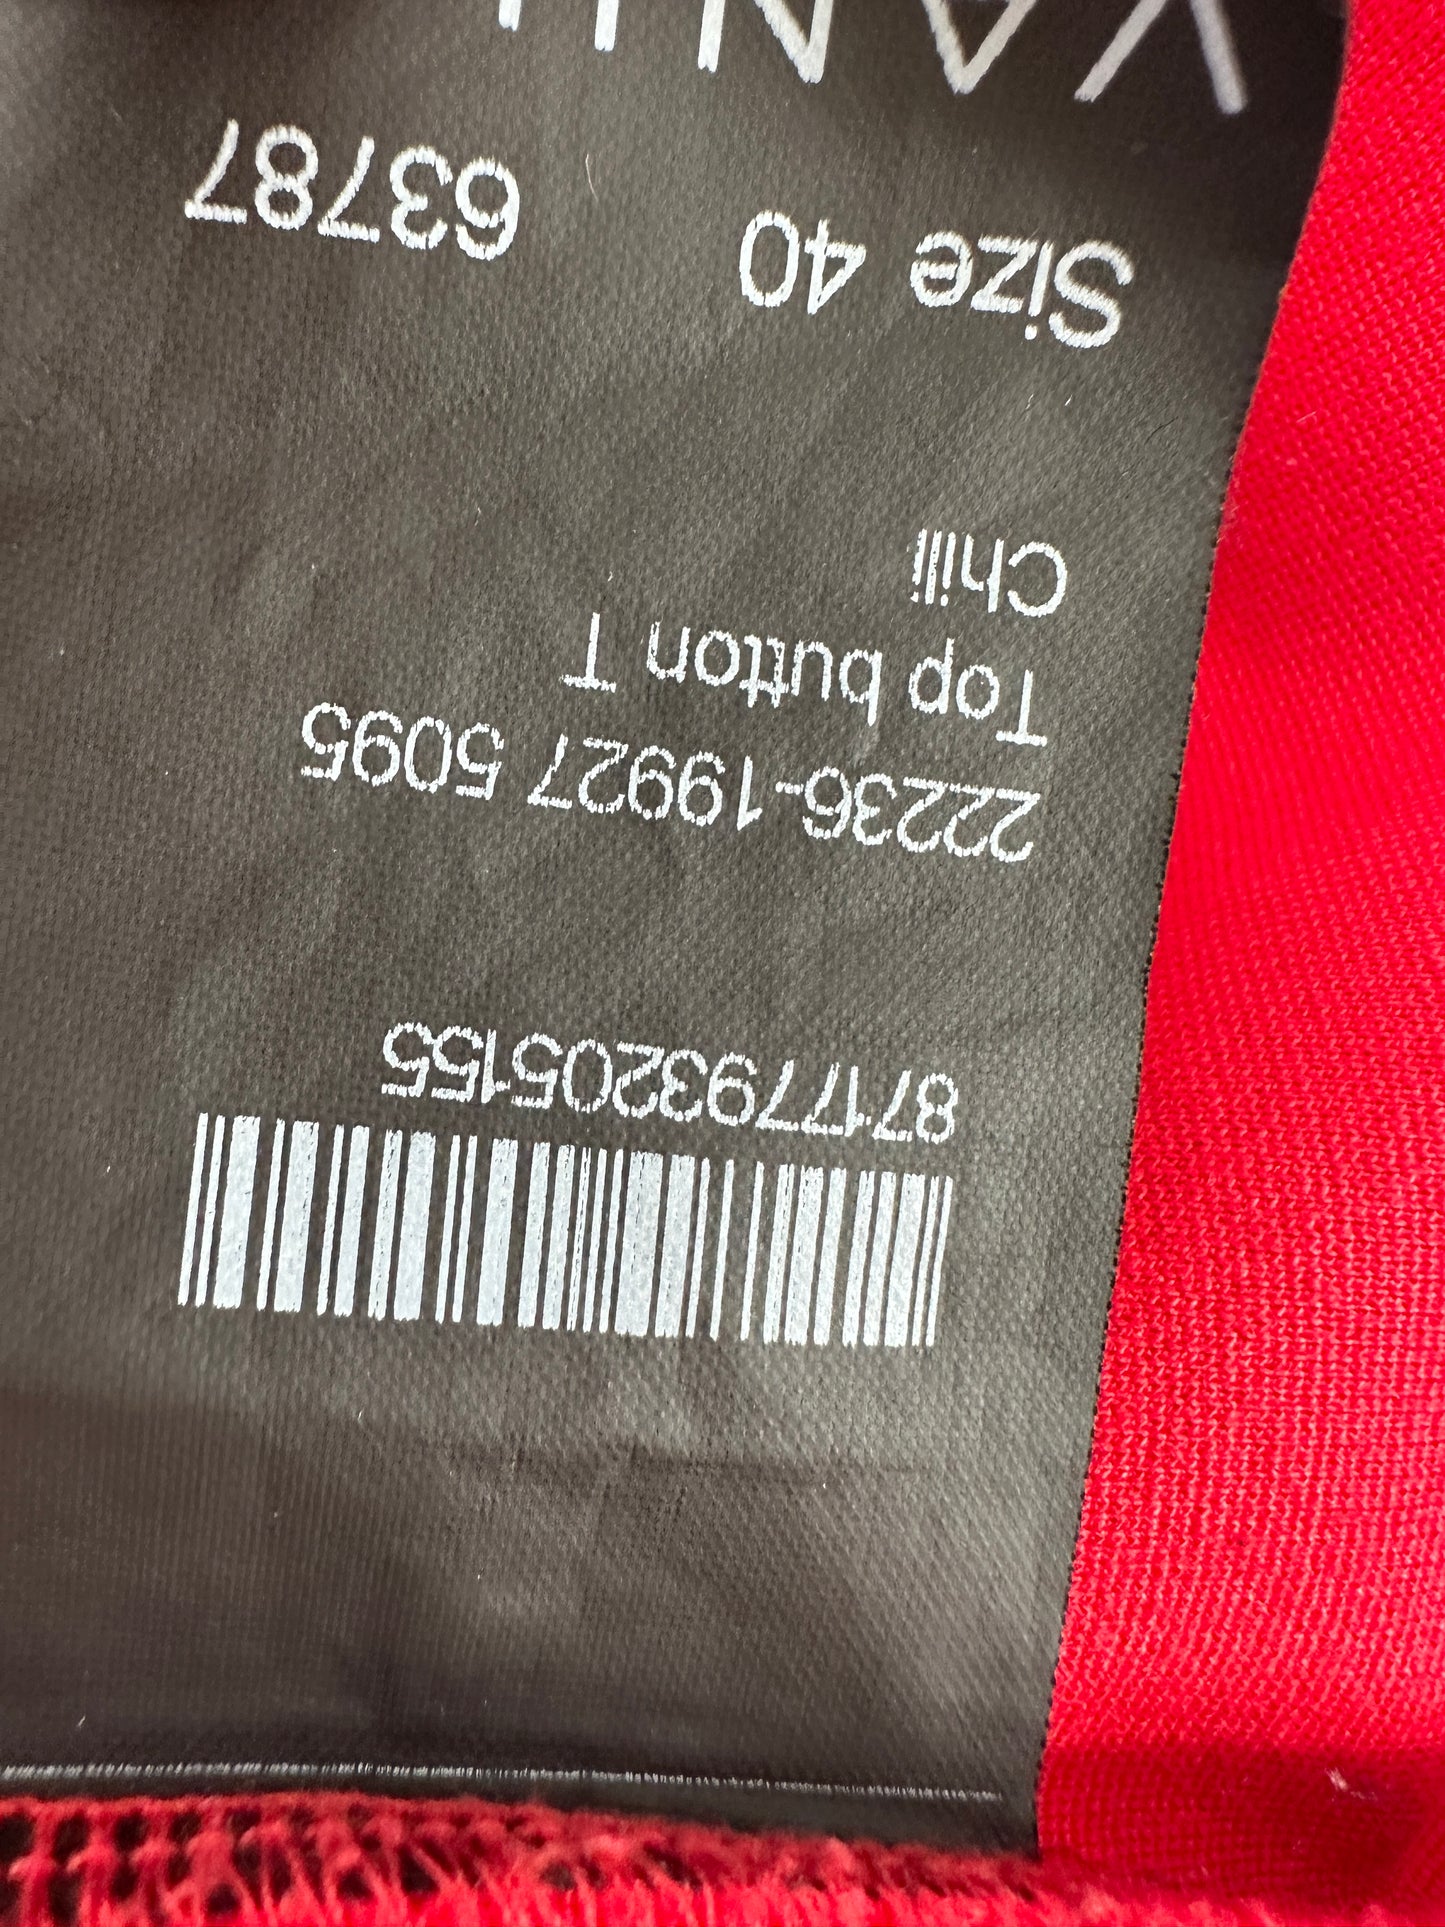 Size 40 63787
Chili
Top button T
22236-19927 5095
8717793205155